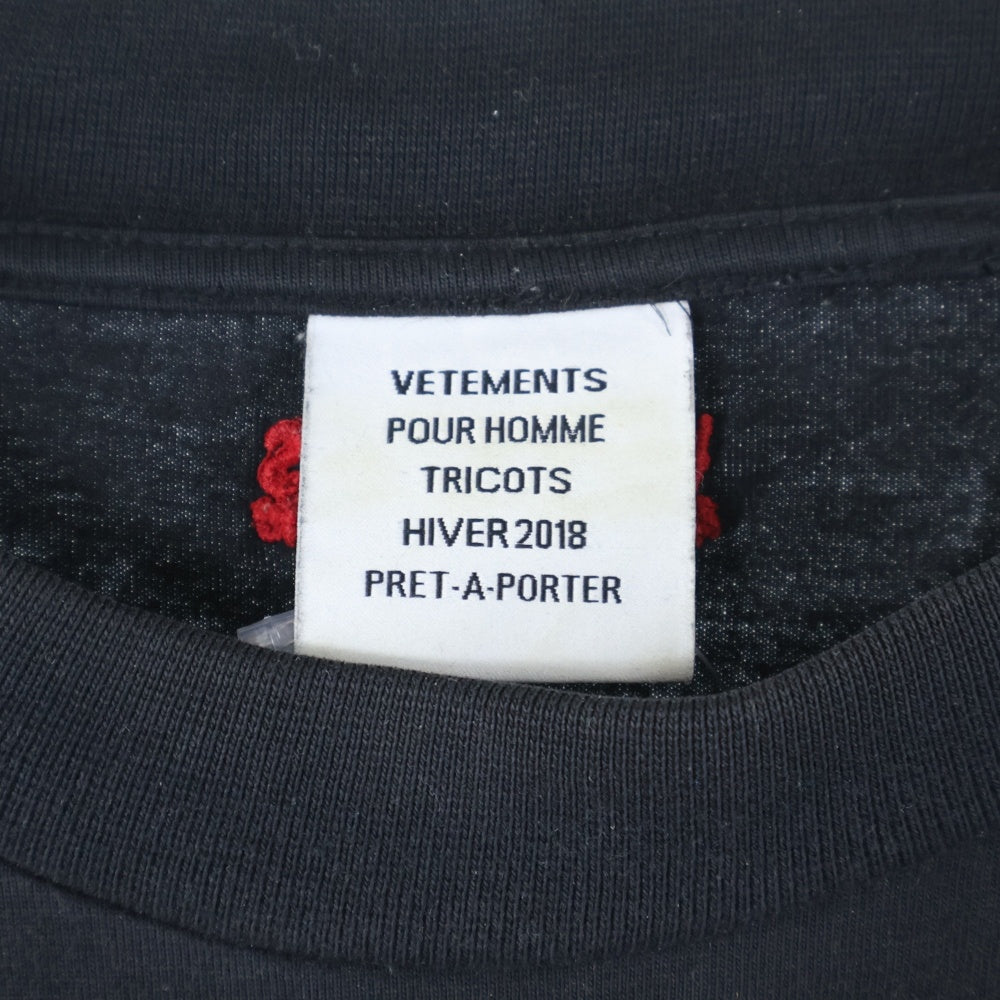 VETEMENTS
POUR HOMME
TRICOTS
HIVER 2018
PRET-A-PORTER